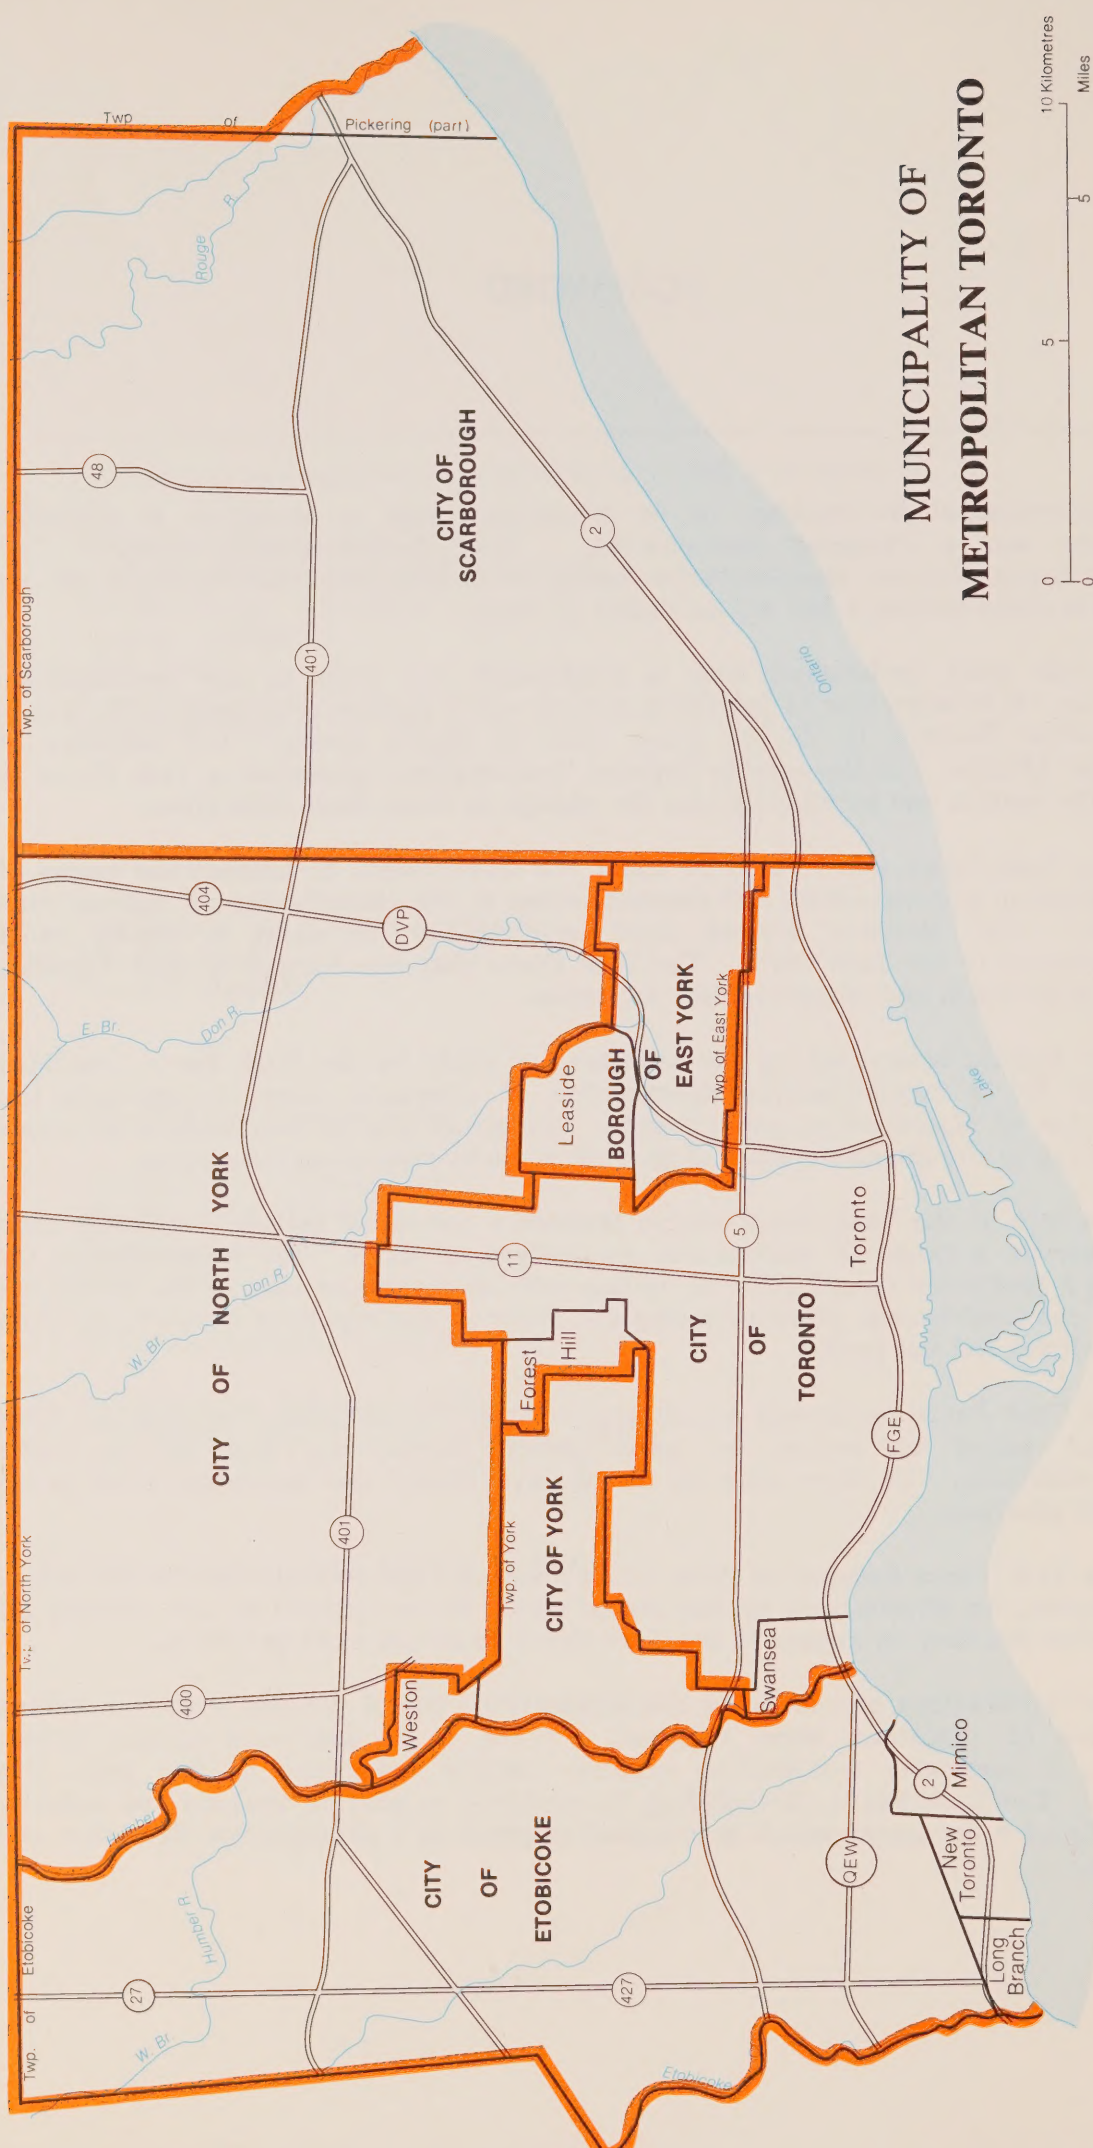 MUNICIPALITY OF
METROPOLITAN TORONTO
0 5 10 Kilometres
0 5 Miles
Twp. of Etobicoke
of North York
Twp. of Scarborough
Twp of Pickering (part)
27
W. Br
Humber R
Humber
400
401
CITY
OF
ETOBICOKE
427
Etobicoke
QEW
2
Mimico
New
Toronto
Long
Branch
Weston
Swansea
CITY OF NORTH YORK
W. Br.
Don R.
E. Br
Don R.
404
DVP
401
48
Rouge R
CITY OF
SCARBOROUGH
2
Twp. of York
CITY OF YORK
Forest
Hill
11
Leaside
BOROUGH
OF
EAST YORK
Twp. of East York
5
CITY
OF
TORONTO
Toronto
FGE
Lake
Ontario